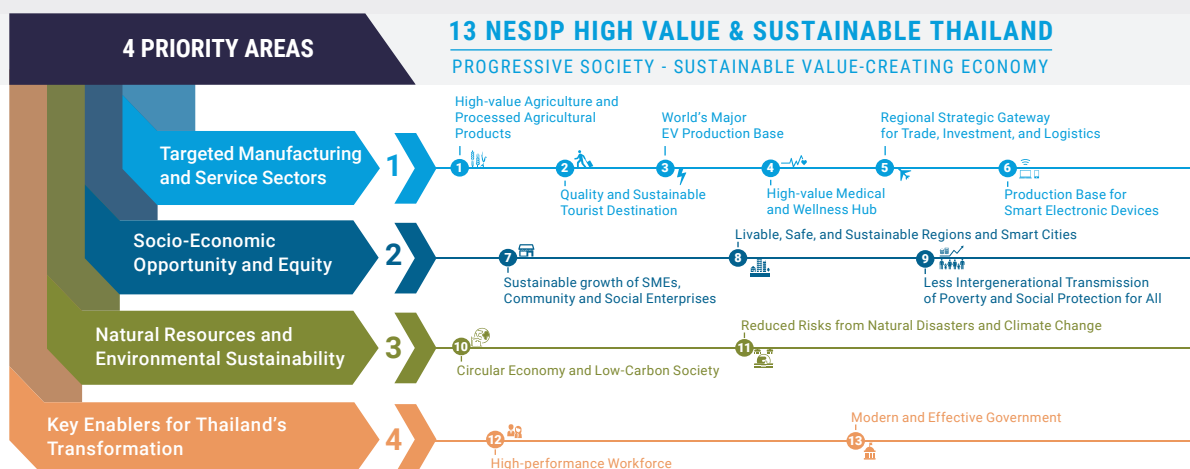 4 PRIORITY AREAS
13 NESDP HIGH VALUE & SUSTAINABLE THAILAND
PROGRESSIVE SOCIETY - SUSTAINABLE VALUE-CREATING ECONOMY
Targeted Manufacturing
and Service Sectors
1
High-value Agriculture and
Processed Agricultural
Products
1
2
Quality and Sustainable
Tourist Destination
World's Major
EV Production Base
3
4
High-value Medical
and Wellness Hub
Regional Strategic Gateway
for Trade, Investment, and Logistics
5
6
Production Base for
Smart Electronic Devices
Socio-Economic
Opportunity and Equity
2
7
Sustainable growth of SMEs,
Community and Social Enterprises
Livable, Safe, and Sustainable Regions and Smart Cities
8
9
Less Intergenerational Transmission
of Poverty and Social Protection for All
Natural Resources and
Environmental Sustainability
3
10
Circular Economy and Low-Carbon Society
Reduced Risks from Natural Disasters and Climate Change
11
Key Enablers for Thailand's
Transformation
4
12
High-performance Workforce
Modern and Effective Government
13